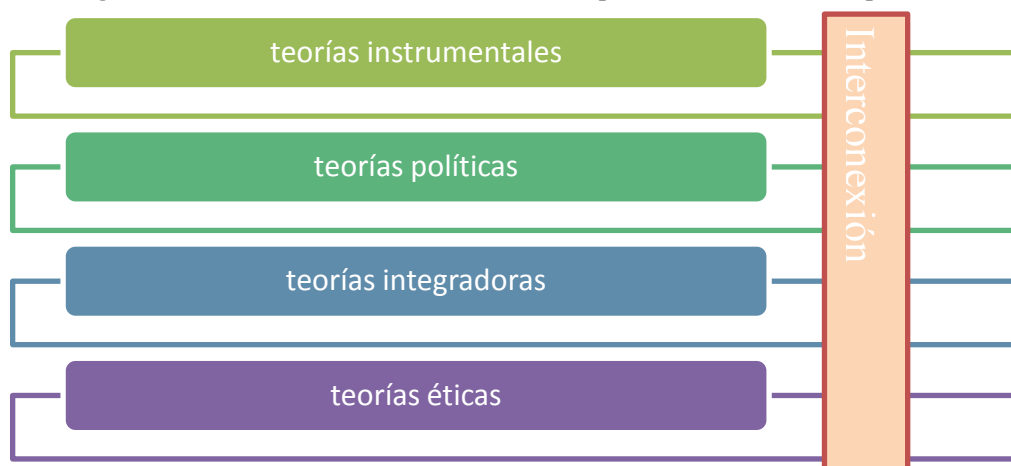 teorías instrumentales
teorías políticas
teorías integradoras
teorías éticas
Interconexión